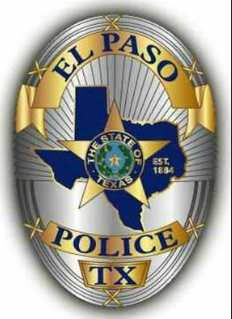 EL PASO
THE STATE OF
TEXAS
EST.
1884
POLICE
TX